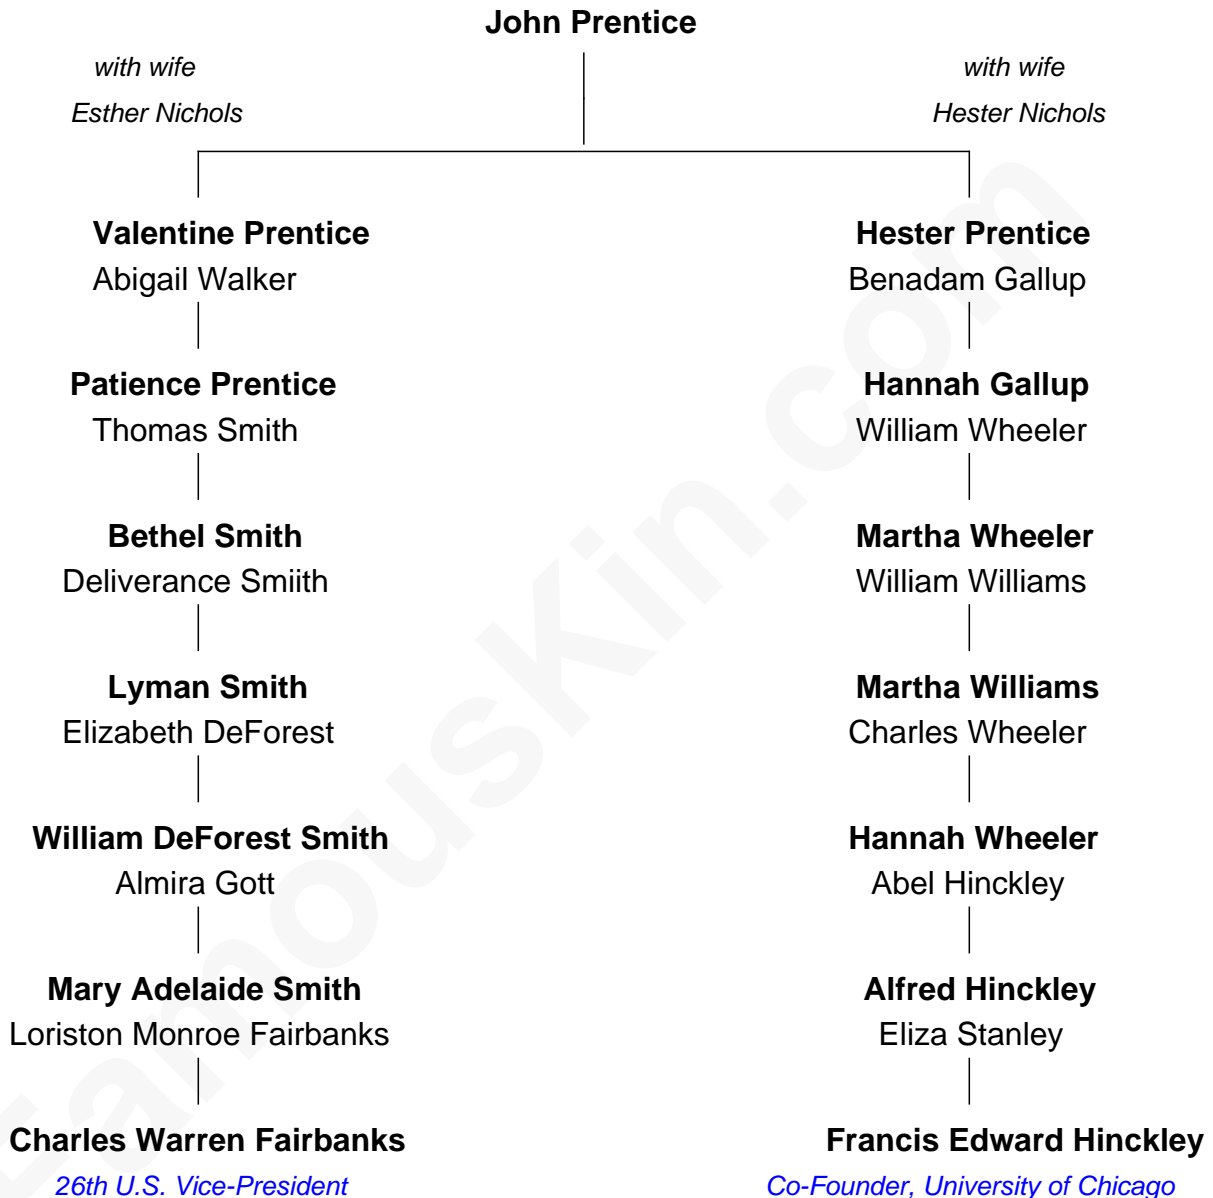 John Prentice
with wife
Esther Nichols
with wife
Hester Nichols
Valentine Prentice
Abigail Walker
Hester Prentice
Benadam Gallup
Patience Prentice
Thomas Smith
Hannah Gallup
William Wheeler
Bethel Smith
Deliverance Smiith
Martha Wheeler
William Williams
Lyman Smith
Elizabeth DeForest
Martha Williams
Charles Wheeler
William DeForest Smith
Almira Gott
Hannah Wheeler
Abel Hinckley
Mary Adelaide Smith
Loriston Monroe Fairbanks
Alfred Hinckley
Eliza Stanley
Charles Warren Fairbanks
26th U.S. Vice-President
Francis Edward Hinckley
Co-Founder, University of Chicago
FamousKin.com